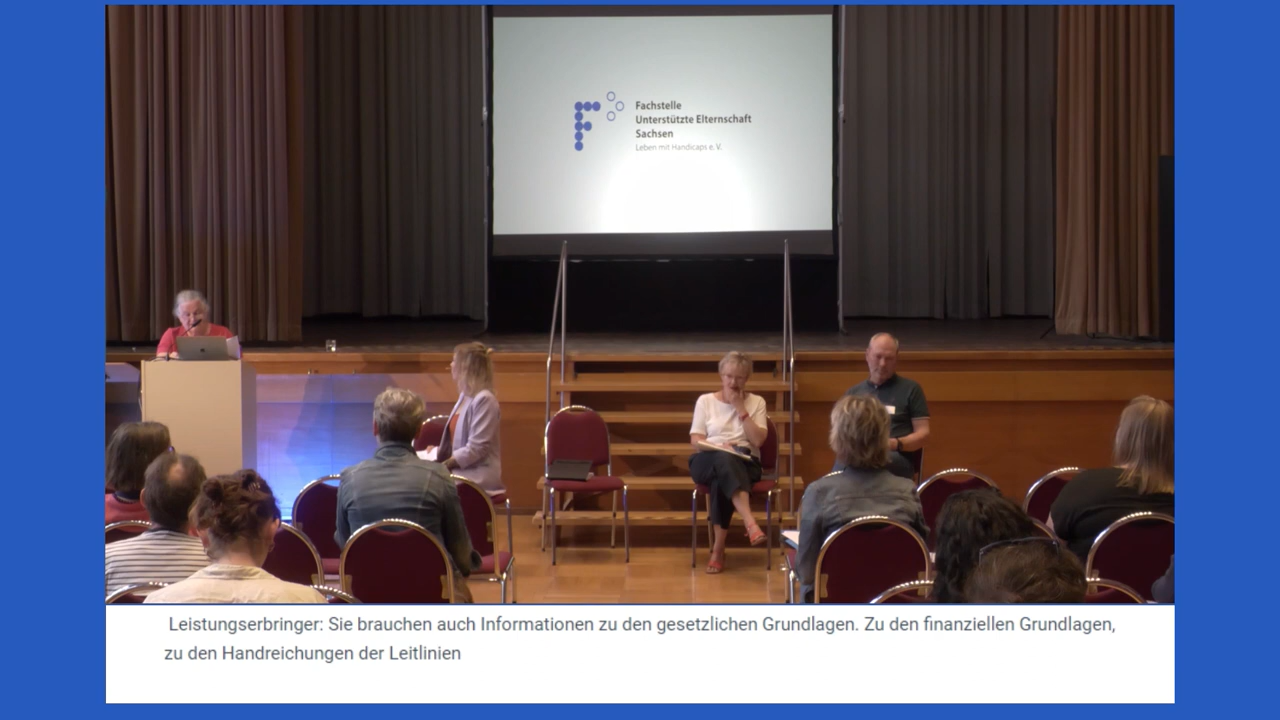 Fachstelle
Unterstützte Elternschaft
Sachsen
Leben mit Handicaps e. V.
Leistungserbringer: Sie brauchen auch Informationen zu den gesetzlichen Grundlagen. Zu den finanziellen Grundlagen,
zu den Handreichungen der Leitlinien